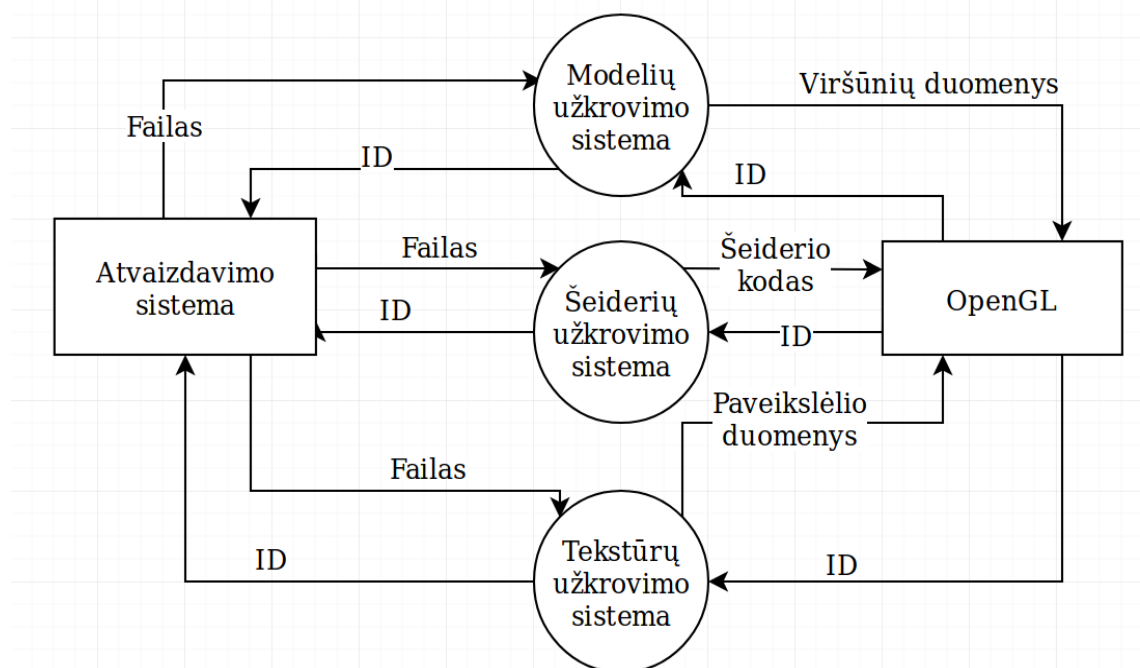 Modelių
užkrovimo
sistema
Viršūnių duomenys
Failas
ID
ID
Atvaizdavimo
sistema
Failas
Šeiderių
užkrovimo
sistema
Šeiderio
kodas
OpenGL
ID
ID
Paveikslėlio
duomenys
Failas
Tekstūrų
užkrovimo
sistema
ID
ID